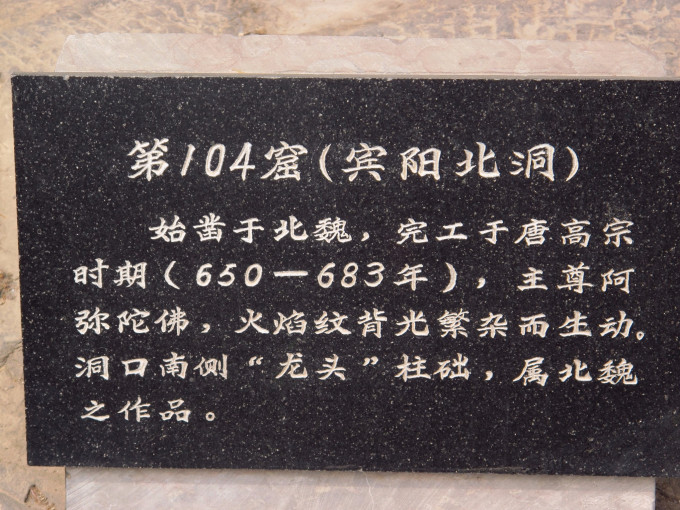 第104窟(宾阳北洞)
始凿于北魏，完工于唐高宗
时期(650—683年)，主尊阿
弥陀佛，火焰纹背光繁杂而生动。
洞口南侧“龙头”柱础，属北魏
之作品。